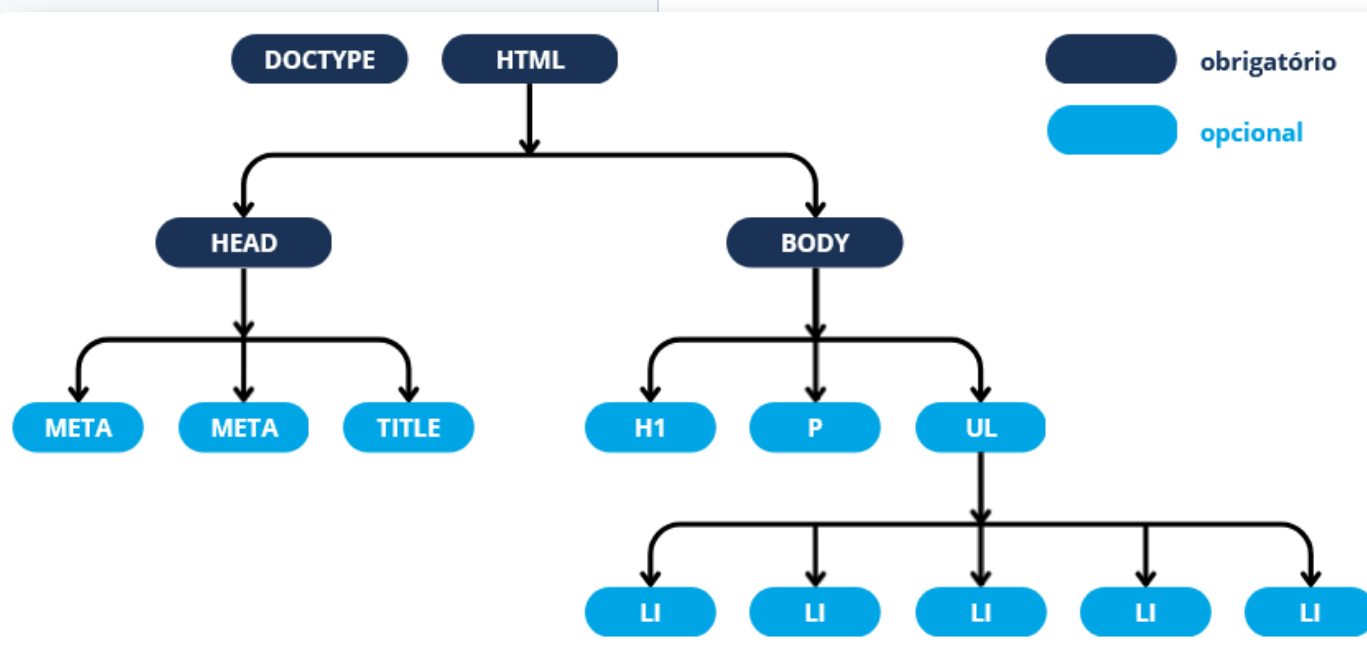 DOCTYPE
HTML
obrigatório
opcional
HEAD
BODY
META
META
TITLE
H1
P
UL
LI
LI
LI
LI
LI